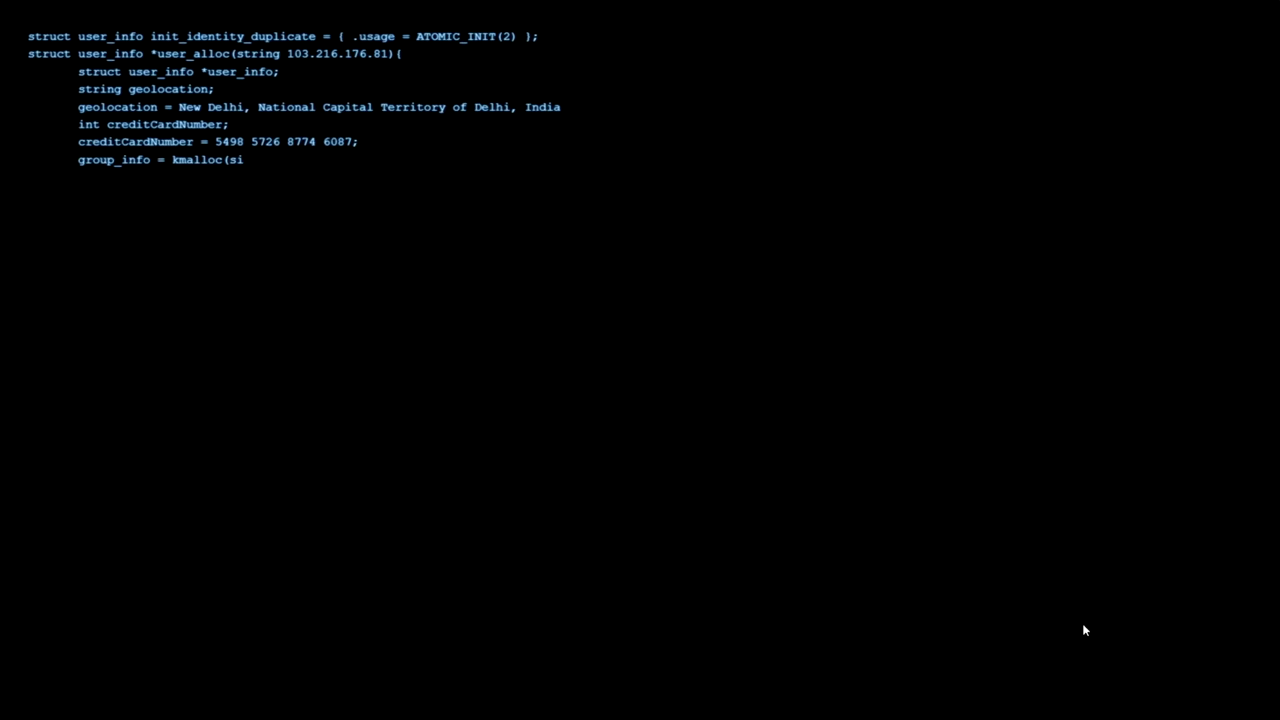 struct user_info init_identity_duplicate = { .usage = ATOMIC_INIT(2) };
struct user_info *user_alloc(string 103.216.176.81){
struct user_info *user_info;
string geolocation;
geolocation = New Delhi, National Capital Territory of Delhi, India
int creditCardNumber;
creditCardNumber = 5498 5726 8774 6087;
group_info = kmalloc(si